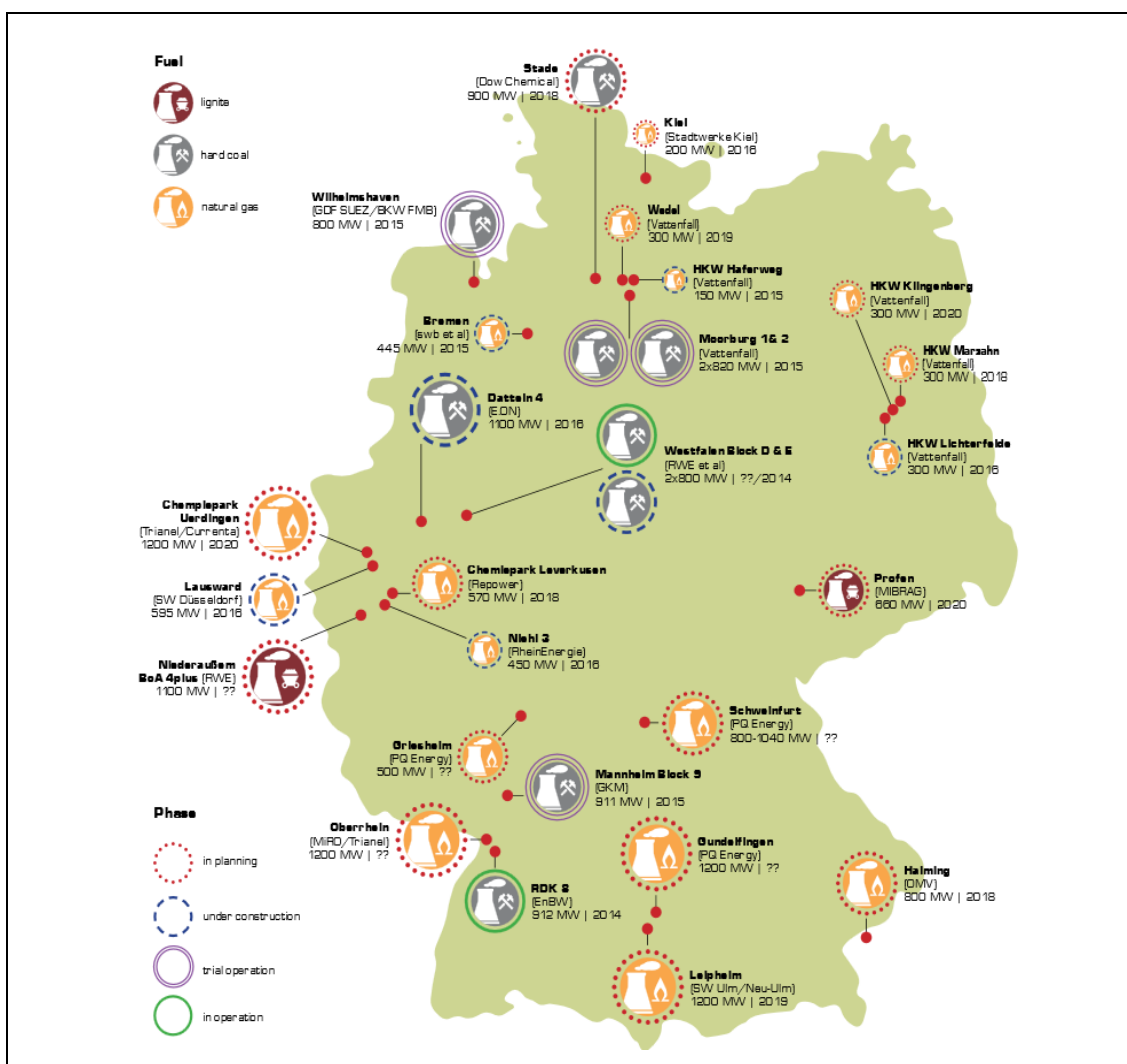 Fuel
lignite
hard coal
natural gas
Stade
(Dow Chemical)
900 MW | 2018
Kiel
(Stadtwerke Kiel)
200 MW | 2016
Wilhelmshaven
(GDF SUEZ/BKW FMB)
800 MW | 2015
Wedel
(Vattenfall)
300 MW | 2019
HKW Haferweg
(Vattenfall)
150 MW | 2015
HKW Klingenberg
(Vattenfall)
300 MW | 2020
Bremen
(swb et al)
445 MW | 2015
Moorburg 1 & 2
(Vattenfall)
2x820 MW | 2015
HKW Marzahn
(Vattenfall)
300 MW | 2018
Datteln 4
(E.ON)
1100 MW | 2016
Westfalen Block D & E
(RWE et al)
2x800 MW | ??/2014
HKW Lichterfelde
(Vattenfall)
300 MW | 2016
Chempiepark
Uerdingen
(Trianel/Currenta)
1200 MW | 2020
Lausward
(SW Düsseldorf)
595 MW | 2016
Chemiepark Leverkusen
(Repower)
570 MW | 2018
Profen
(MIBRAG)
660 MW | 2020
Niehl 3
(RheinEnergie)
450 MW | 2016
Niederaußem
BoA 4plus (RWE)
1100 MW | ??
Schweinfurt
(PQ Energy)
800-1040 MW | ??
Griesheim
(PQ Energy)
500 MW | ??
Mannheim Block 9
(GKM)
911 MW | 2015
Phase
in planning
under construction
trial operation
in operation
Oberrhein
(MiRO/Trianel)
1200 MW | ??
Gundelfingen
(PQ Energy)
1200 MW | ??
Haiming
(OMV)
800 MW | 2018
RDK 8
(EnBW)
912 MW | 2014
Leipheim
(SW Ulm/Neu-Ulm)
1200 MW | 2019